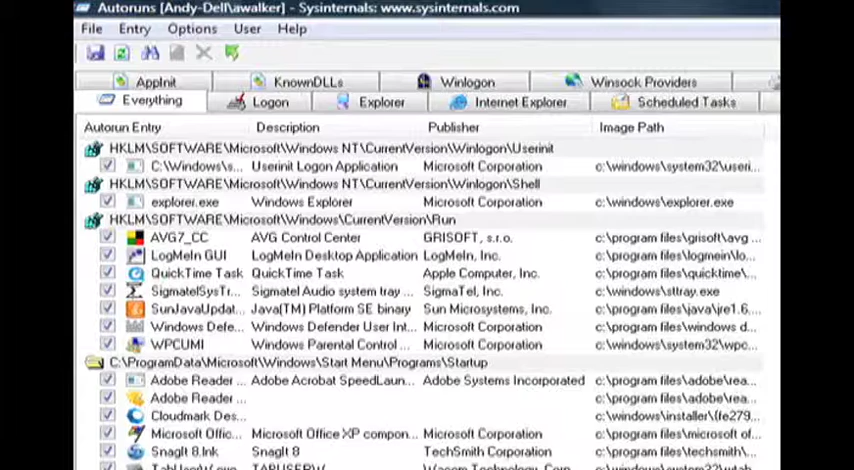 Autoruns [Andy-Dell\awalker] - Sysinternals: www.sysinternals.com
File Entry Options User Help
AppInit KnownDLLs Winlogon Winsock Providers
Everything Logon Explorer Internet Explorer Scheduled Tasks
Autorun Entry Description Publisher Image Path
HKLM\SOFTWARE\Microsoft\Windows NT\CurrentVersion\Winlogon\Userinit
C:\Windows\s... Userinit Logon Application Microsoft Corporation c:\windows\system32\useri...
HKLM\SOFTWARE\Microsoft\Windows NT\CurrentVersion\Winlogon\Shell
explorer.exe Windows Explorer Microsoft Corporation c:\windows\explorer.exe
HKLM\SOFTWARE\Microsoft\Windows\CurrentVersion\Run
AVG7_CC AVG Control Center GRISOFT, s.r.o. c:\program files\grisoft\avg ...
LogMeIn GUI LogMeIn Desktop Application LogMeIn, Inc. c:\program files\logmein\lo...
QuickTime Task QuickTime Task Apple Computer, Inc. c:\program files\quicktime\...
SigmatelSysTr... Sigmatel Audio system tray ... SigmaTel, Inc. c:\windows\sttray.exe
SunJavaUpdat... Java(TM) Platform SE binary Sun Microsystems, Inc. c:\program files\java\jre1.6...
Windows Defe... Windows Defender User Int... Microsoft Corporation c:\program files\windows d...
WPCUMI Windows Parental Control ... Microsoft Corporation c:\windows\system32\wpc...
C:\ProgramData\Microsoft\Windows\Start Menu\Programs\Startup
Adobe Reader ... Adobe Acrobat SpeedLaun... Adobe Systems Incorporated c:\program files\adobe\rea...
Adobe Reader ... c:\program files\adobe\rea...
Cloudmark Des... c:\windows\installer\{fe279...
Microsoft Offic... Microsoft Office XP compon... Microsoft Corporation c:\program files\microsoft of...
SnagIt 8.lnk SnagIt 8 TechSmith Corporation c:\program files\techsmith\...